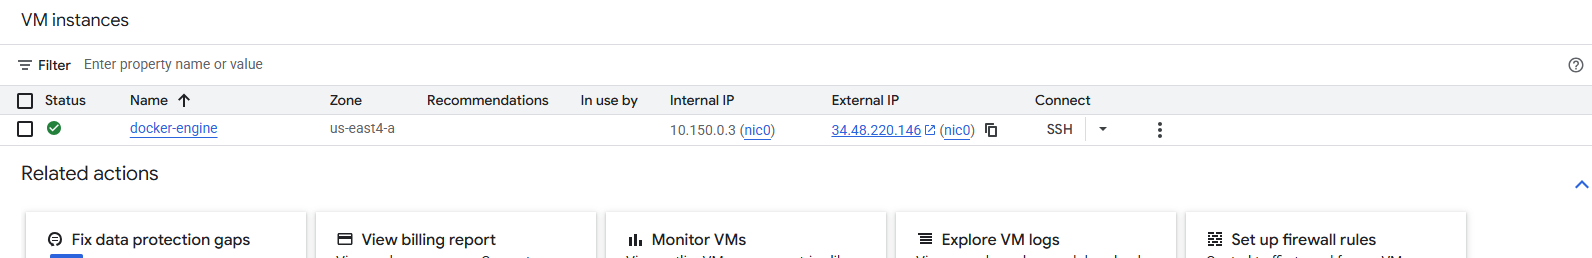 VM instances
Filter Enter property name or value
Status Name Zone Recommendations In use by Internal IP External IP Connect
docker-engine us-east4-a 10.150.0.3 (nic0) 34.48.220.146 (nic0) SSH
Related actions
Fix data protection gaps View billing report Monitor VMs Explore VM logs Set up firewall rules